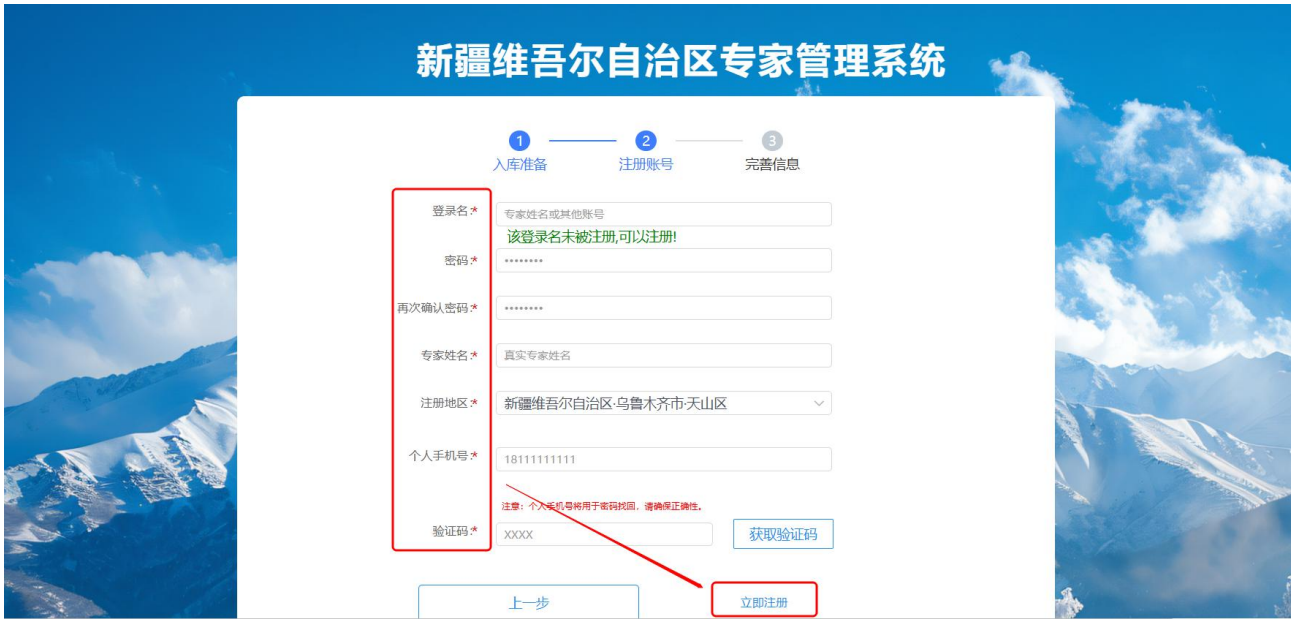 新疆维吾尔自治区专家管理系统
1 2 3
入库准备 注册账号 完善信息
登录名:* 专家姓名或其他账号
该登录名未被注册,可以注册!
密码:* ••••••••
再次确认密码:* ••••••••
专家姓名:* 真实专家姓名
注册地区:* 新疆维吾尔自治区·乌鲁木齐市·天山区
个人手机号:* 18111111111
注意：个人手机号将用于密码找回，请确保正确性。
验证码:* XXXX 获取验证码
上一步 立即注册